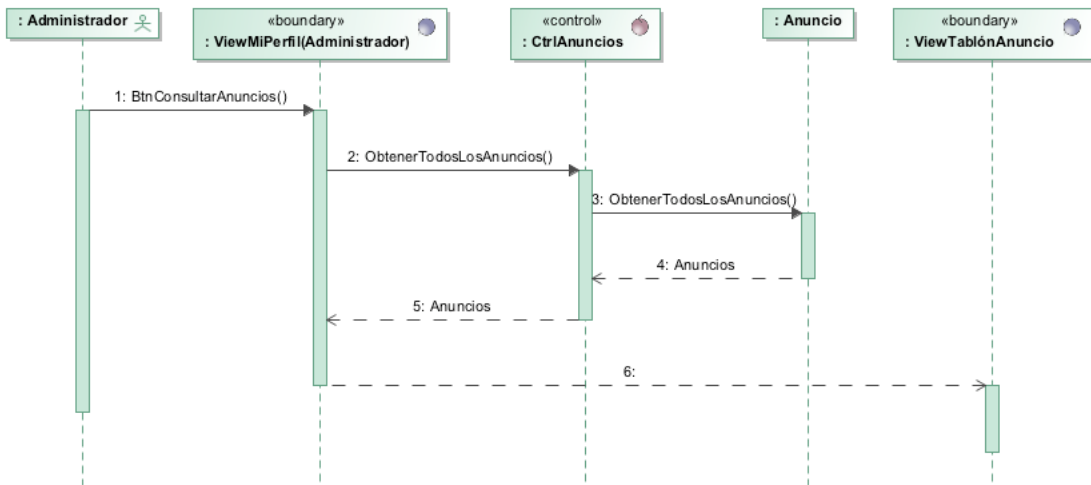 : Administrador
«boundary»
: ViewMiPerfil(Administrador)
«control»
: CtrlAnuncios
: Anuncio
«boundary»
: ViewTablónAnuncio
1: BtnConsultarAnuncios()
2: ObtenerTodosLosAnuncios()
3: ObtenerTodosLosAnuncios()
4: Anuncios
5: Anuncios
6: